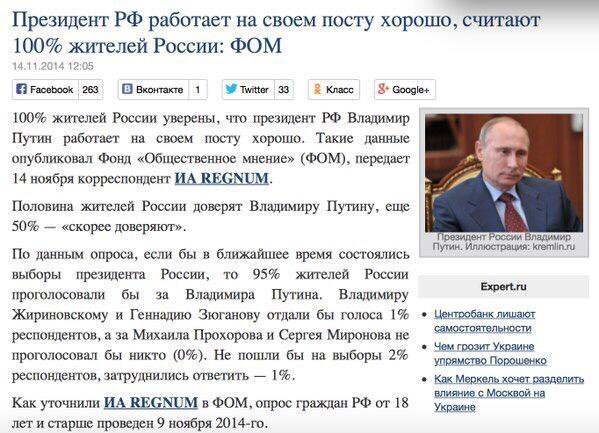 Президент РФ работает на своем посту хорошо, считают
100% жителей России: ФОМ
14.11.2014 12:05
Facebook 263
Вконтакте 1
Twitter 33
Класс
Google+
100% жителей России уверены, что президент РФ Владимир
Путин работает на своем посту хорошо. Такие данные
опубликовал Фонд «Общественное мнение» (ФОМ), передает
14 ноября корреспондент ИА REGNUM.
Половина жителей России доверят Владимиру Путину, еще
50% — «скорее доверяют».
По данным опроса, если бы в ближайшее время состоялись
выборы президента России, то 95% жителей России
проголосовали бы за Владимира Путина. Владимиру
Жириновскому и Геннадию Зюганову отдали бы голоса 1%
респондентов, а за Михаила Прохорова и Сергея Миронова не
проголосовал бы никто (0%). Не пошли бы на выборы 2%
респондентов, затруднились ответить — 1%.
Как уточнили ИА REGNUM в ФОМ, опрос граждан РФ от 18
лет и старше проведен 9 ноября 2014-го.
Президент России Владимир
Путин. Иллюстрация: kremlin.ru
Expert.ru
Центробанк лишают
самостоятельности
Чем грозит Украине
упрямство Порошенко
Как Меркель хочет разделить
влияние с Москвой на
Украине